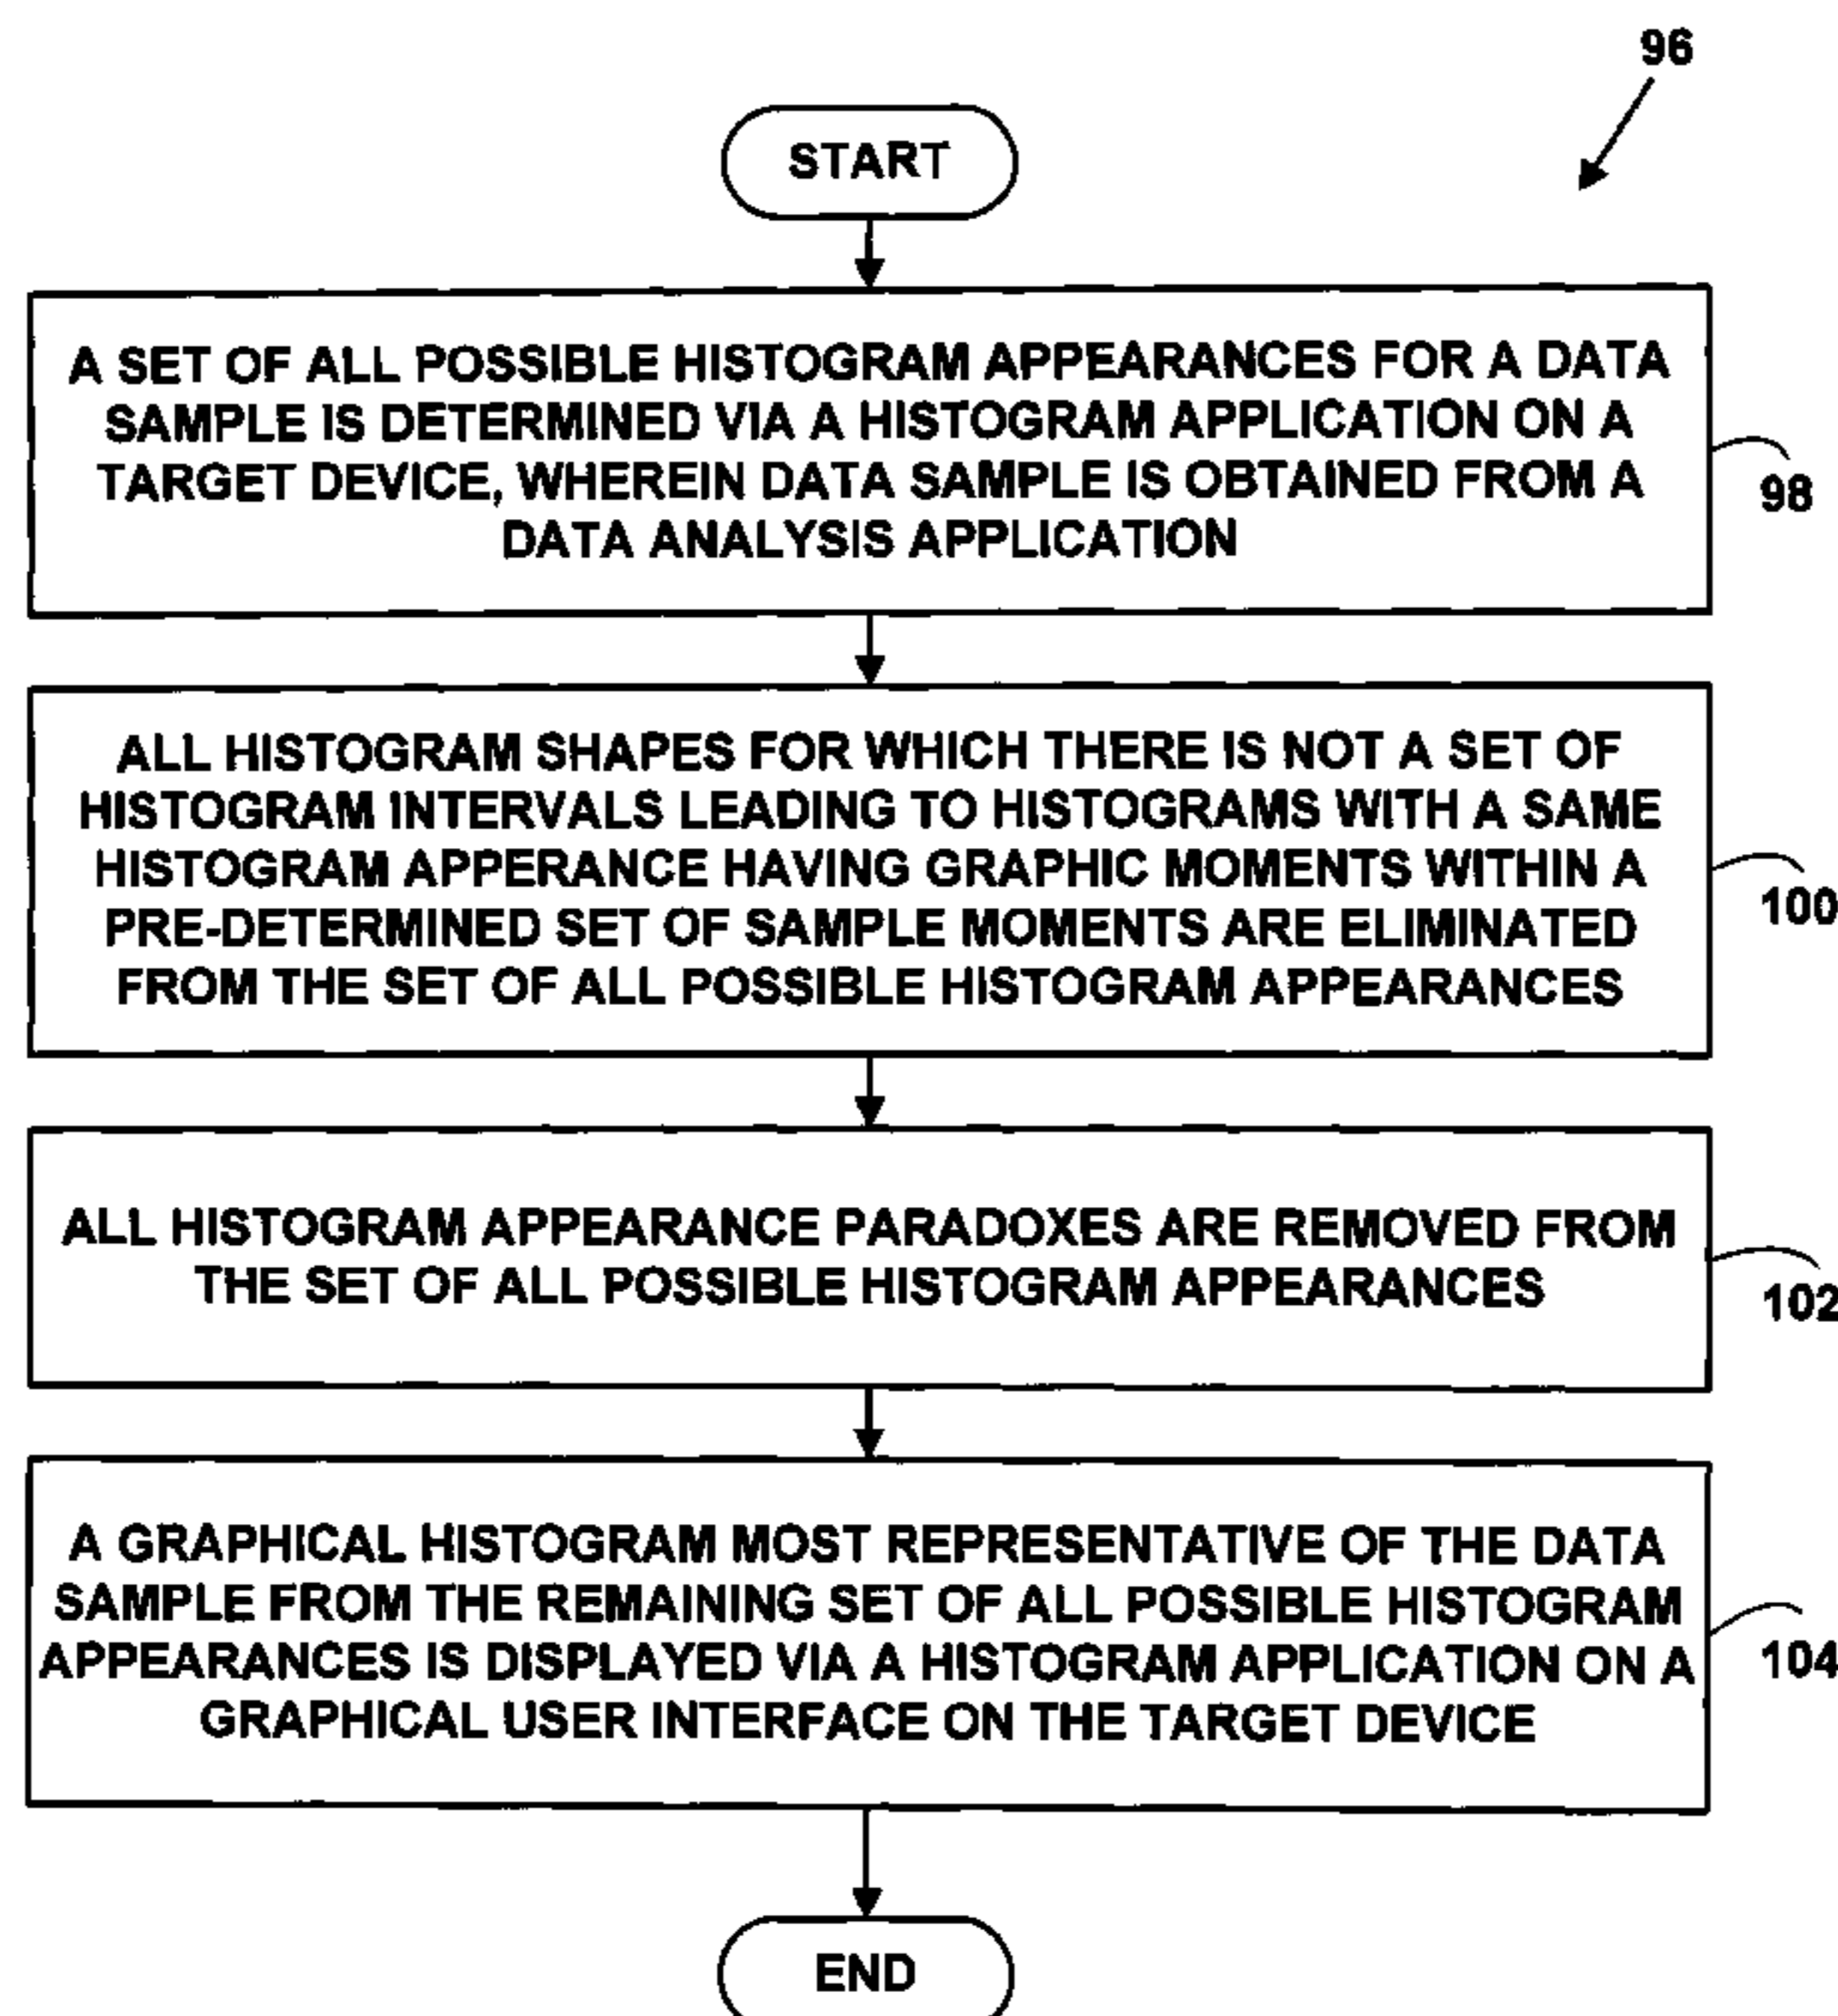 96
START
A SET OF ALL POSSIBLE HISTOGRAM APPEARANCES FOR A DATA
SAMPLE IS DETERMINED VIA A HISTOGRAM APPLICATION ON A
TARGET DEVICE, WHEREIN DATA SAMPLE IS OBTAINED FROM A
DATA ANALYSIS APPLICATION
98
ALL HISTOGRAM SHAPES FOR WHICH THERE IS NOT A SET OF
HISTOGRAM INTERVALS LEADING TO HISTOGRAMS WITH A SAME
HISTOGRAM APPERANCE HAVING GRAPHIC MOMENTS WITHIN A
PRE-DETERMINED SET OF SAMPLE MOMENTS ARE ELIMINATED
FROM THE SET OF ALL POSSIBLE HISTOGRAM APPEARANCES
100
ALL HISTOGRAM APPEARANCE PARADOXES ARE REMOVED FROM
THE SET OF ALL POSSIBLE HISTOGRAM APPEARANCES
102
A GRAPHICAL HISTOGRAM MOST REPRESENTATIVE OF THE DATA
SAMPLE FROM THE REMAINING SET OF ALL POSSIBLE HISTOGRAM
APPEARANCES IS DISPLAYED VIA A HISTOGRAM APPLICATION ON A
GRAPHICAL USER INTERFACE ON THE TARGET DEVICE
104
END